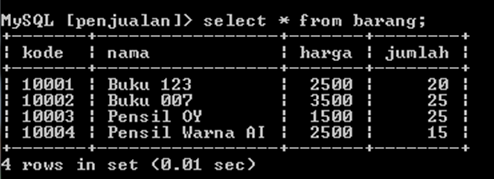 MySQL [penjualan]> select * from barang;
+-------+-----------------+-------+--------+
| kode  | nama            | harga | jumlah |
+-------+-----------------+-------+--------+
| 10001 | Buku 123        |  2500 |     20 |
| 10002 | Buku 007        |  3500 |     25 |
| 10003 | Pensil OY       |  1500 |     25 |
| 10004 | Pensil Warna AI |  2500 |     15 |
+-------+-----------------+-------+--------+
4 rows in set (0.01 sec)